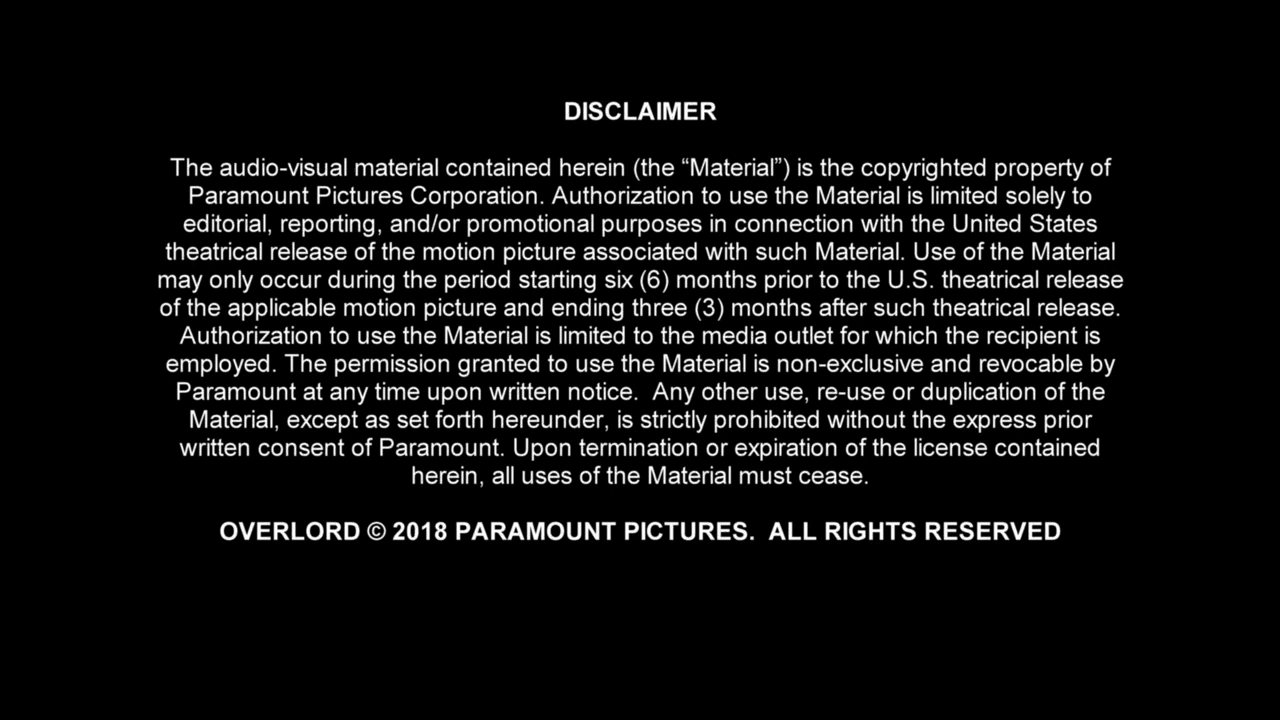 DISCLAIMER
The audio-visual material contained herein (the “Material”) is the copyrighted property of
Paramount Pictures Corporation. Authorization to use the Material is limited solely to
editorial, reporting, and/or promotional purposes in connection with the United States
theatrical release of the motion picture associated with such Material. Use of the Material
may only occur during the period starting six (6) months prior to the U.S. theatrical release
of the applicable motion picture and ending three (3) months after such theatrical release.
Authorization to use the Material is limited to the media outlet for which the recipient is
employed. The permission granted to use the Material is non-exclusive and revocable by
Paramount at any time upon written notice.  Any other use, re-use or duplication of the
Material, except as set forth hereunder, is strictly prohibited without the express prior
written consent of Paramount. Upon termination or expiration of the license contained
herein, all uses of the Material must cease.
OVERLORD © 2018 PARAMOUNT PICTURES.  ALL RIGHTS RESERVED